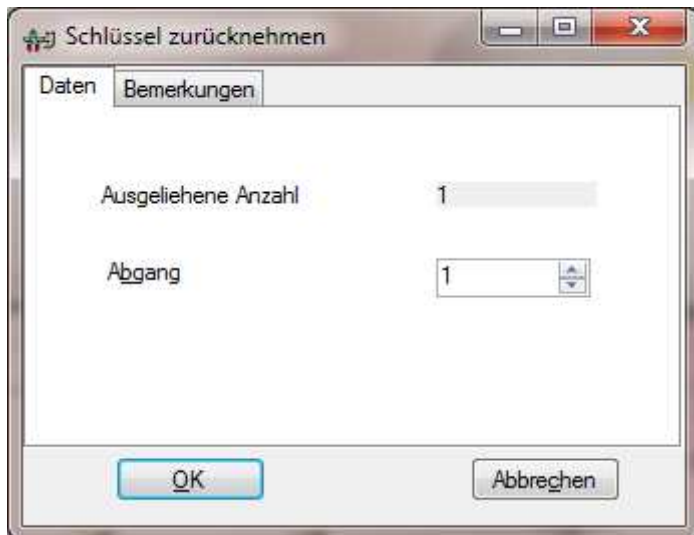 Schlüssel zurücknehmen
Daten Bemerkungen
Ausgeliehene Anzahl 1
Abgang 1
OK Abbrechen